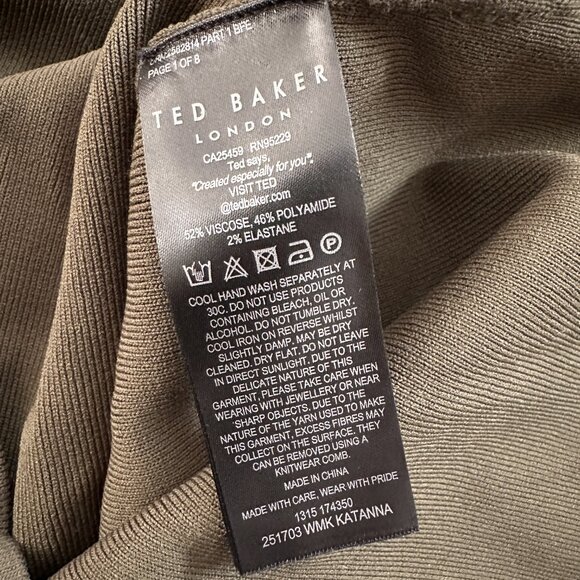 PART 1 BFE.
PAGE 1 OF 8
TED BAKER
LONDON
CA25459 RN95229
Ted says,
"Created especially for you".
VISIT TED
@tedbaker.com
52% VISCOSE, 46% POLYAMIDE
2% ELASTANE
P
COOL HAND WASH SEPARATELY AT
30C. DO NOT USE PRODUCTS
CONTAINING BLEACH, OIL OR
ALCOHOL. DO NOT TUMBLE DRY.
COOL IRON ON REVERSE WHILST
SLIGHTLY DAMP. MAY BE DRY
CLEANED. DRY FLAT. DO NOT LEAVE
IN DIRECT SUNLIGHT. DUE TO THE
DELICATE NATURE OF THIS
GARMENT, PLEASE TAKE CARE WHEN
WEARING WITH JEWELLERY OR NEAR
SHARP OBJECTS. DUE TO THE
NATURE OF THE YARN USED TO MAKE
THIS GARMENT, EXCESS FIBRES MAY
COLLECT ON THE SURFACE. THEY
CAN BE REMOVED USING A
KNITWEAR COMB.
MADE IN CHINA
MADE WITH CARE, WEAR WITH PRIDE
1315 174350
251703 WMK KATANNA